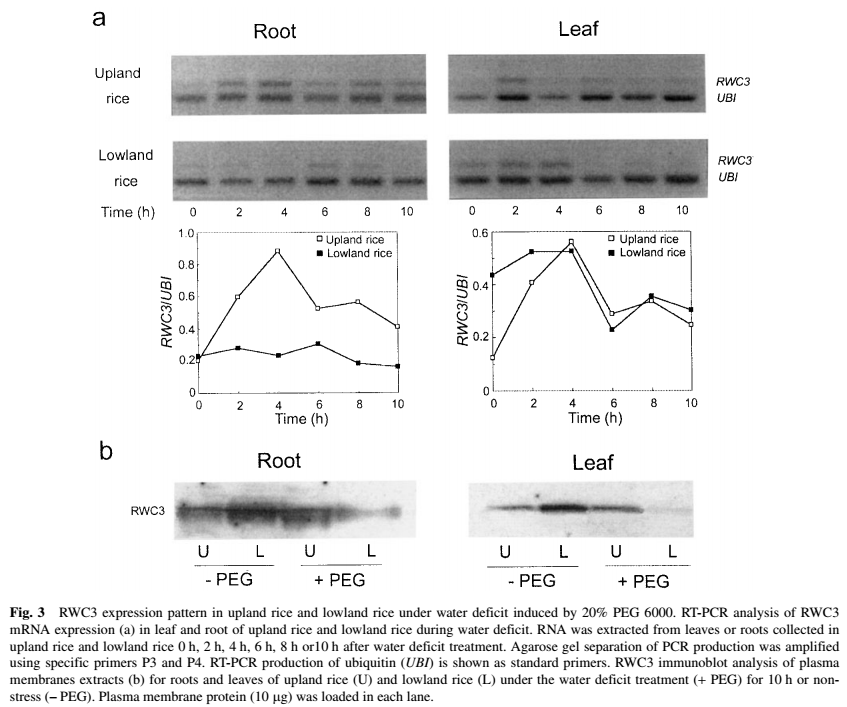 a
Root
Leaf
Upland
rice
RWC3
UBI
Lowland
rice
RWC3
UBI
Time (h) 0 2 4 6 8 10
0 2 4 6 8 10
RWC3/UBI
1.0
0.8
0.6
0.4
0.2
0
Upland rice
Lowland rice
0 2 4 6 8 10
Time (h)
RWC3/UBI
0.6
0.4
0.2
0
Upland rice
Lowland rice
0 2 4 6 8 10
Time (h)
b
Root
Leaf
RWC3
U L U L
- PEG + PEG
U L U L
- PEG + PEG
Fig. 3 RWC3 expression pattern in upland rice and lowland rice under water deficit induced by 20% PEG 6000. RT-PCR analysis of RWC3
mRNA expression (a) in leaf and root of upland rice and lowland rice during water deficit. RNA was extracted from leaves or roots collected in
upland rice and lowland rice 0 h, 2 h, 4 h, 6 h, 8 h or10 h after water deficit treatment. Agarose gel separation of PCR production was amplified
using specific primers P3 and P4. RT-PCR production of ubiquitin (UBI) is shown as standard primers. RWC3 immunoblot analysis of plasma
membranes extracts (b) for roots and leaves of upland rice (U) and lowland rice (L) under the water deficit treatment (+ PEG) for 10 h or non-
stress (– PEG). Plasma membrane protein (10 μg) was loaded in each lane.